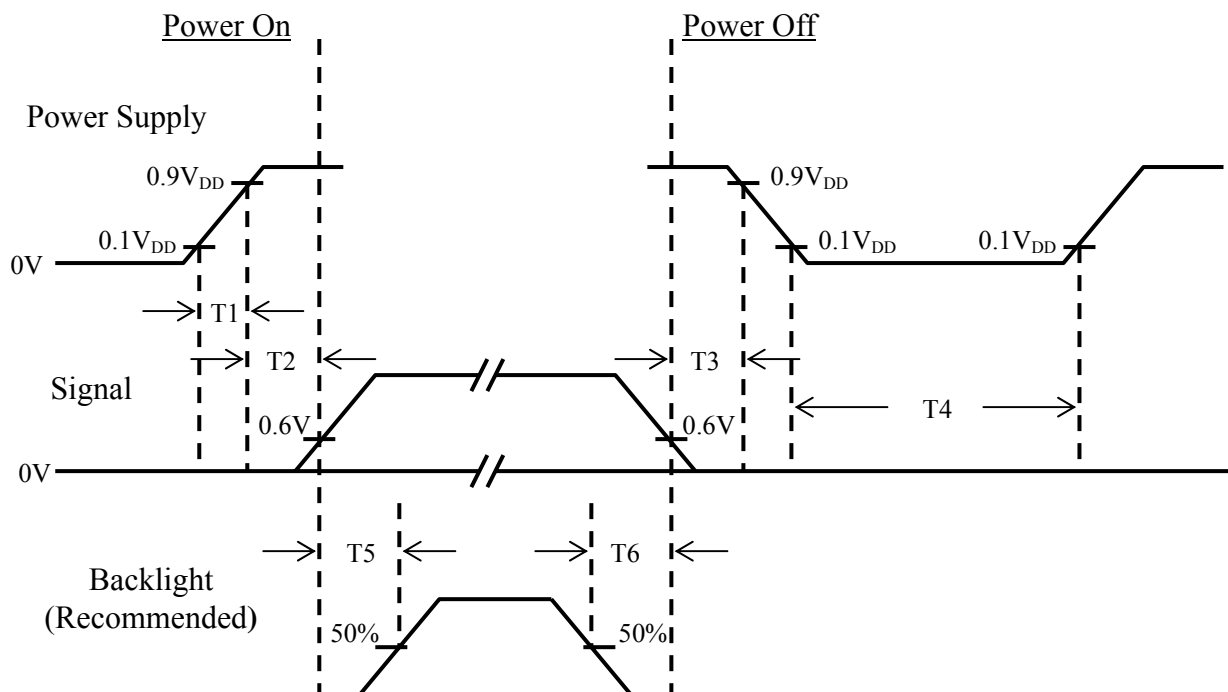 Power On
Power Off
Power Supply
0.9VDD
0.9VDD
0.1VDD
0.1VDD
0.1VDD
0V
T1
T2
T3
Signal
T4
0.6V
0.6V
0V
T5
T6
Backlight
(Recommended)
50%
50%